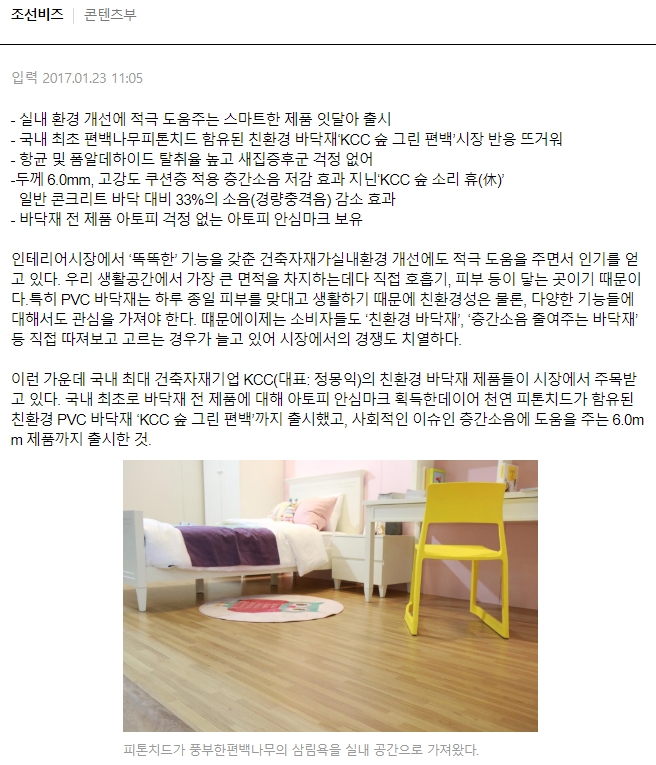 조선비즈 콘텐츠부
입력 2017.01.23 11:05
- 실내 환경 개선에 적극 도움주는 스마트한 제품 잇달아 출시
- 국내 최초 편백나무피톤치드 함유된 친환경 바닥재‘KCC 숲 그린 편백’시장 반응 뜨거워
- 항균 및 폼알데하이드 탈취율 높고 새집증후군 걱정 없어
-두께 6.0mm, 고강도 쿠션층 적용 층간소음 저감 효과 지닌‘KCC 숲 소리 휴(休)’
일반 콘크리트 바닥 대비 33%의 소음(경량충격음) 감소 효과
- 바닥재 전 제품 아토피 걱정 없는 아토피 안심마크 보유
인테리어시장에서 ‘똑똑한’ 기능을 갖춘 건축자재가실내환경 개선에도 적극 도움을 주면서 인기를 얻
고 있다. 우리 생활공간에서 가장 큰 면적을 차지하는데다 직접 호흡기, 피부 등이 닿는 곳이기 때문이
다.특히 PVC 바닥재는 하루 종일 피부를 맞대고 생활하기 때문에 친환경성은 물론, 다양한 기능들에
대해서도 관심을 가져야 한다. 떄문에이제는 소비자들도 ‘친환경 바닥재’, ‘층간소음 줄여주는 바닥재’
등 직접 따져보고 고르는 경우가 늘고 있어 시장에서의 경쟁도 치열하다.
이런 가운데 국내 최대 건축자재기업 KCC(대표: 정몽익)의 친환경 바닥재 제품들이 시장에서 주목받
고 있다. 국내 최초로 바닥재 전 제품에 대해 아토피 안심마크 획득한데이어 천연 피톤치드가 함유된
친환경 PVC 바닥재 ‘KCC 숲 그린 편백’까지 출시했고, 사회적인 이슈인 층간소음에 도움을 주는 6.0m
m 제품까지 출시한 것.
피톤치드가 풍부한편백나무의 삼림욕을 실내 공간으로 가져왔다.